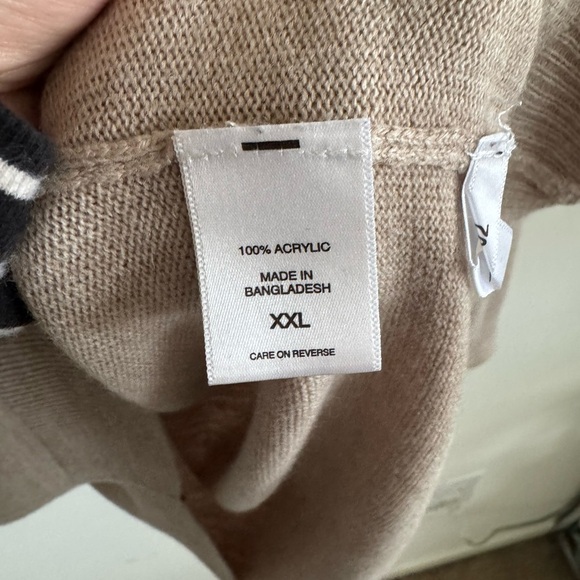 100% ACRYLIC
MADE IN
BANGLADESH
XXL
CARE ON REVERSE